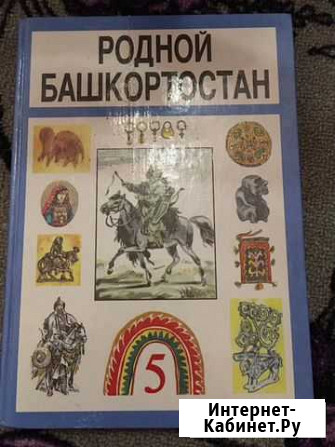 РОДНОЙ
БАШКОРТОСТАН
5
Интернет-
Кабинет.Ру